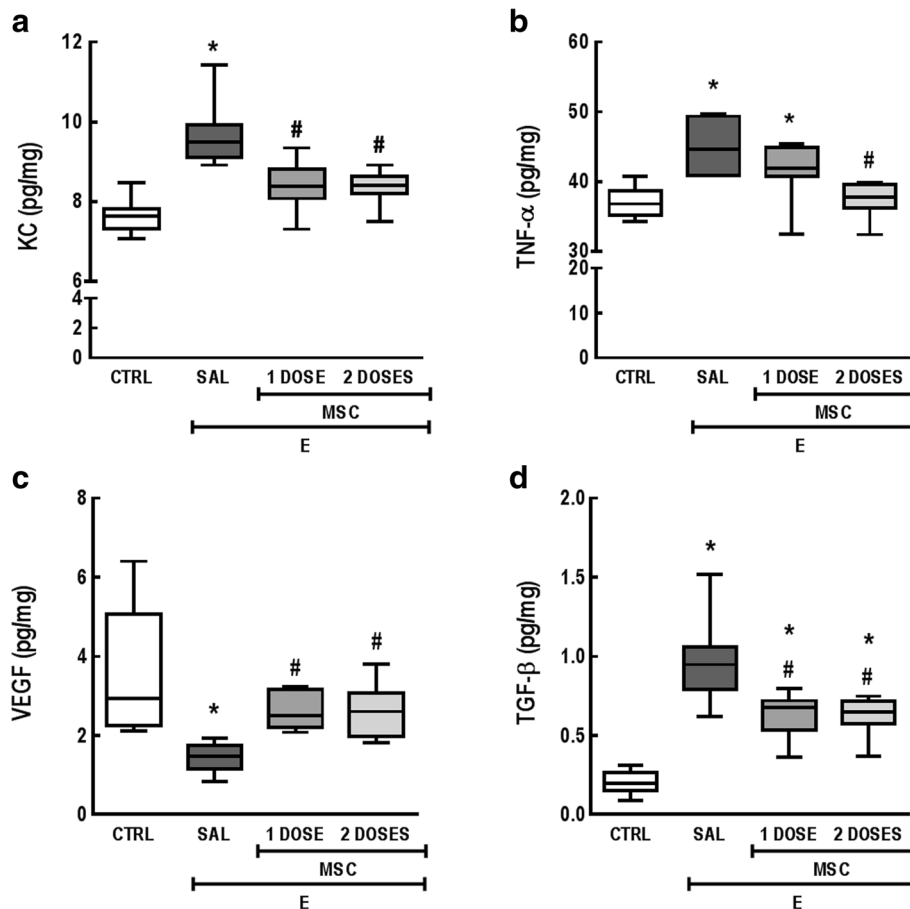 a
KC (pg/mg)
12
10
8
6
4
2
0
*
#
#
CTRL SAL 1 DOSE 2 DOSES
MSC
E
b
TNF-α (pg/mg)
60
50
40
30
20
10
0
*
*
#
CTRL SAL 1 DOSE 2 DOSES
MSC
E
c
VEGF (pg/mg)
8
6
4
2
0
*
#
#
CTRL SAL 1 DOSE 2 DOSES
MSC
E
d
TGF-β (pg/mg)
2.0
1.5
1.0
0.5
0.0
*
* *
# #
CTRL SAL 1 DOSE 2 DOSES
MSC
E